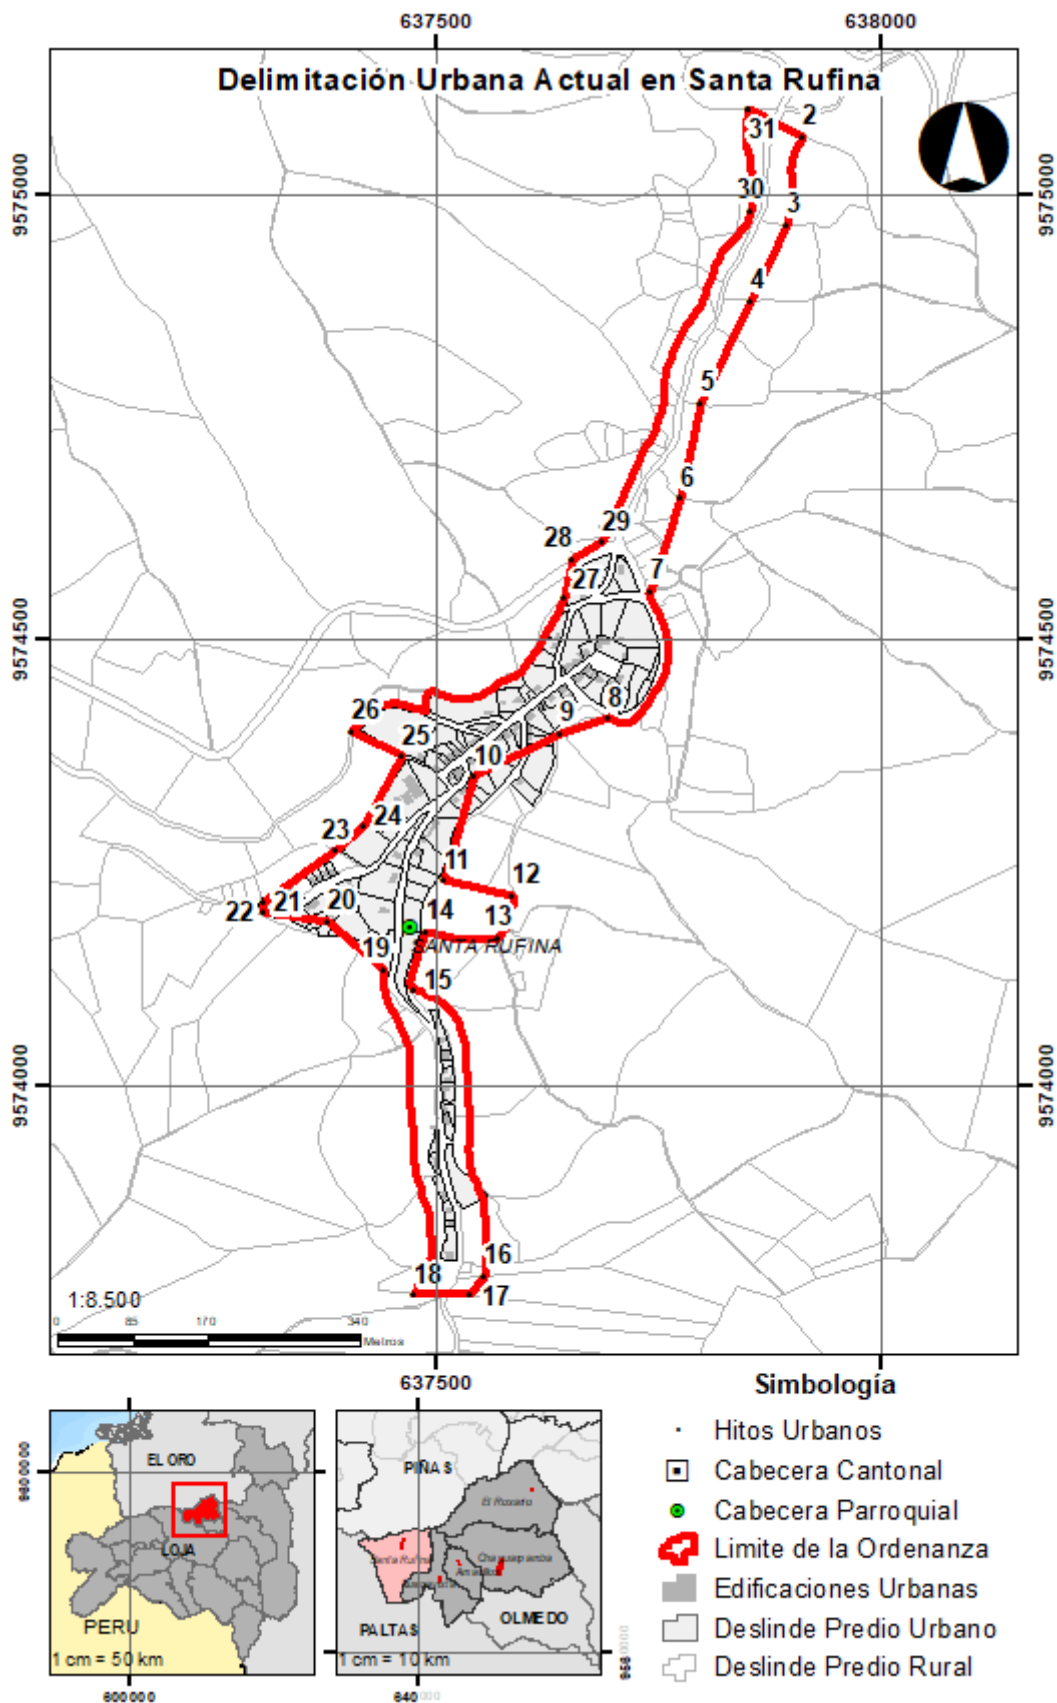 637500
638000
Delimitación Urbana Actual en Santa Rufina
31
2
9575000
9575000
30
3
4
5
6
29
28
27
7
9574500
9574500
26
8
9
25
10
24
23
11
12
21
20
22
14
13
19
SANTA RUFINA
15
9574000
9574000
16
18
17
1:8.500
0
85
170
340
Metros
637500
Simbología
Hitos Urbanos
Cabecera Cantonal
Cabecera Parroquial
Limite de la Ordenanza
Edificaciones Urbanas
Deslinde Predio Urbano
Deslinde Predio Rural
EL ORO
LOJA
PERU
1 cm = 50 km
600000
PIÑAS
El Rosario
Santa Rufina
Chaguarpamba
PALTAS
OLMEDO
1 cm = 10 km
640000